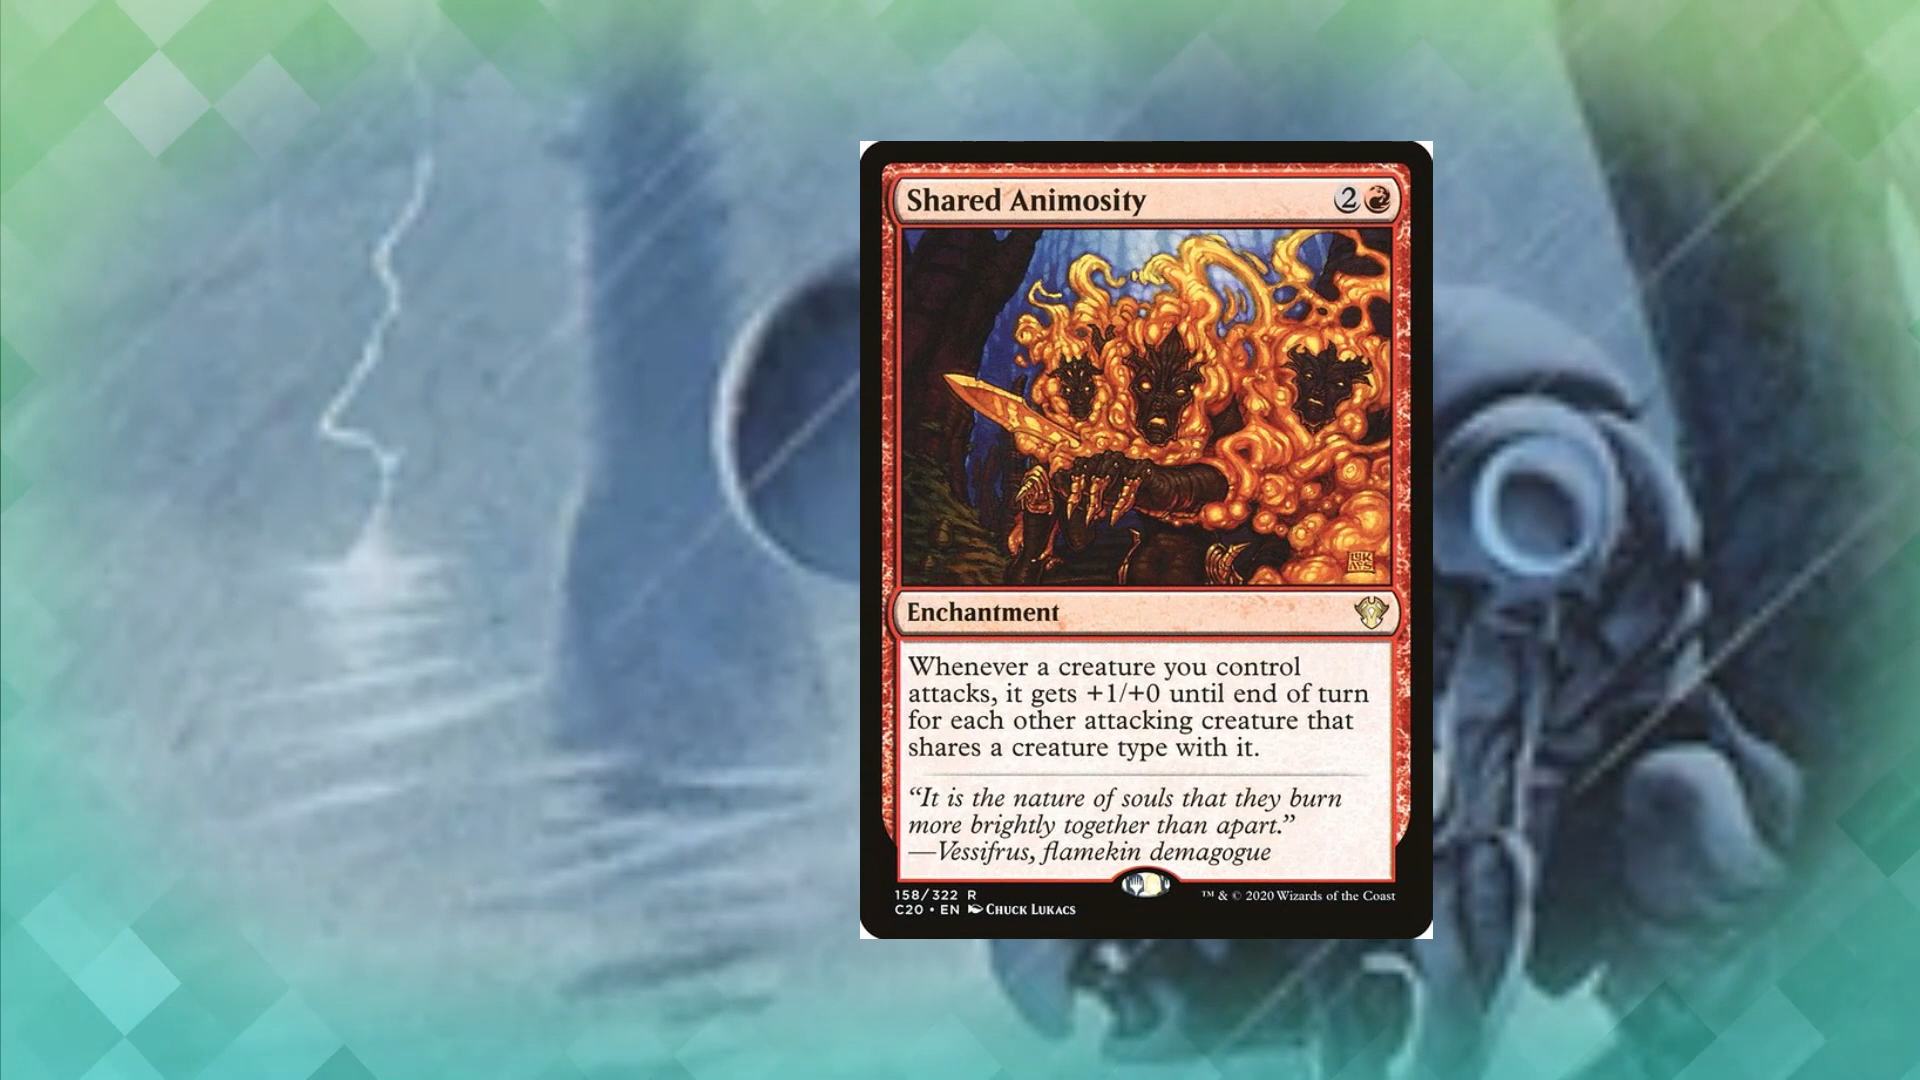 Shared Animosity 2
Enchantment
Whenever a creature you control
attacks, it gets +1/+0 until end of turn
for each other attacking creature that
shares a creature type with it.
“It is the nature of souls that they burn
more brightly together than apart.”
—Vessifrus, flamekin demagogue
158/322 R
C20 • EN Chuck Lukacs
™ & © 2020 Wizards of the Coast